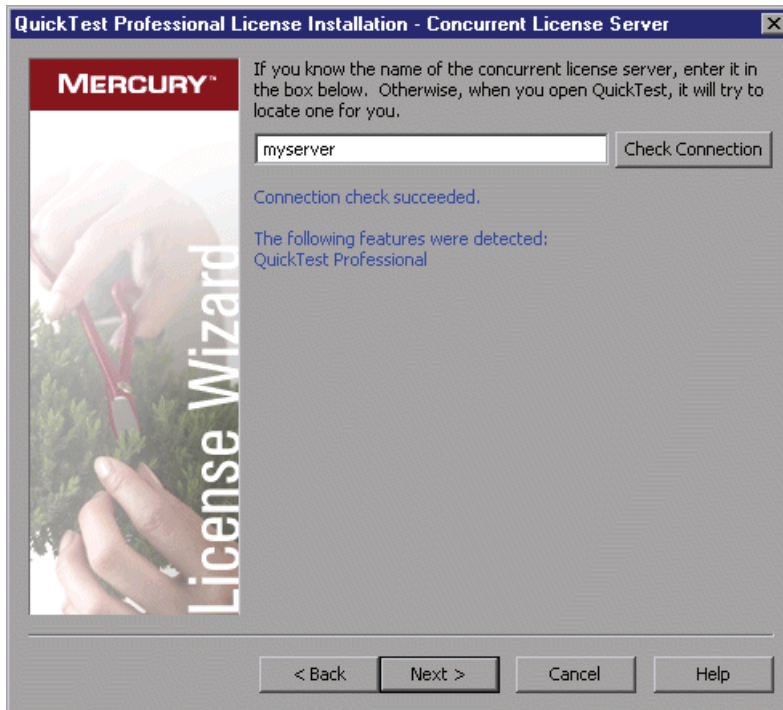 QuickTest Professional License Installation - Concurrent License Server
MERCURY™
License Wizard
If you know the name of the concurrent license server, enter it in
the box below. Otherwise, when you open QuickTest, it will try to
locate one for you.
myserver
Check Connection
Connection check succeeded.
The following features were detected:
QuickTest Professional
< Back
Next >
Cancel
Help